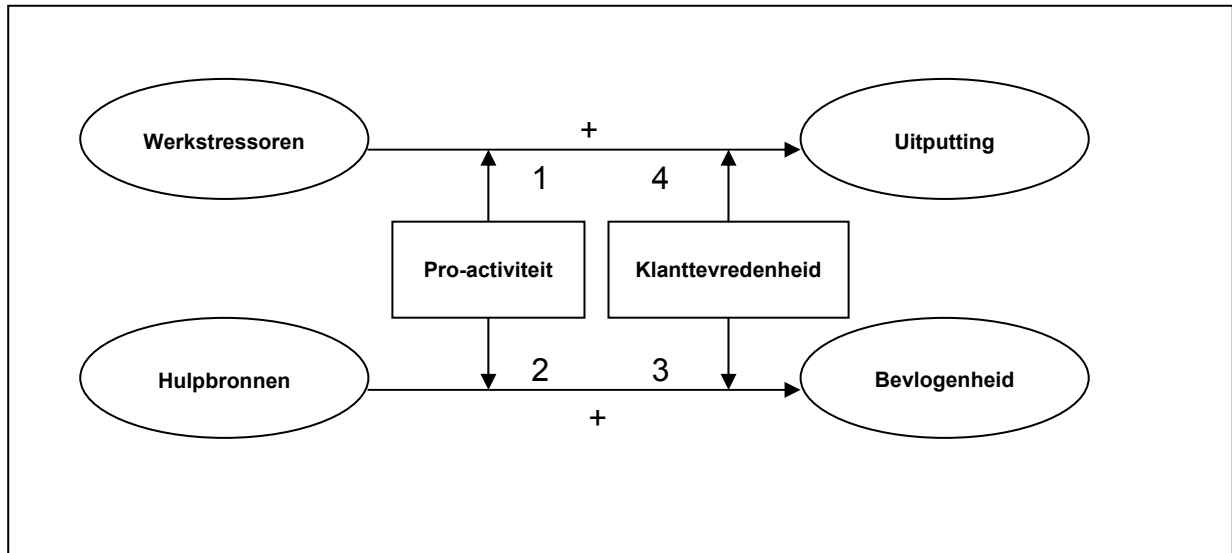 +
Werkstressoren
Uitputting
1
4
Pro-activiteit
Klanttevredenheid
2
3
Hulpbronnen
Bevlogenheid
+